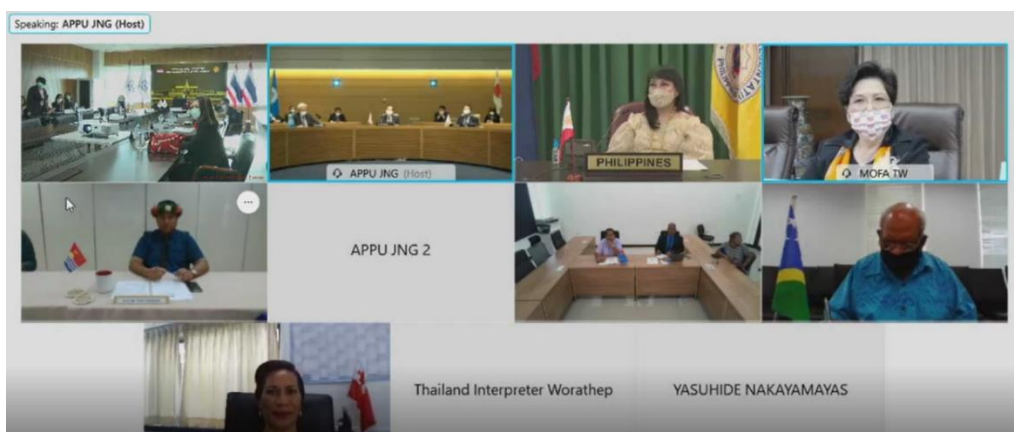 Speaking: APPU JNG (Host)
APPU JNG (Host)
PHILIPPINES
MOFA TW
APPU JNG 2
Thailand Interpreter Worathep
YASUHIDE NAKAYAMAYAS